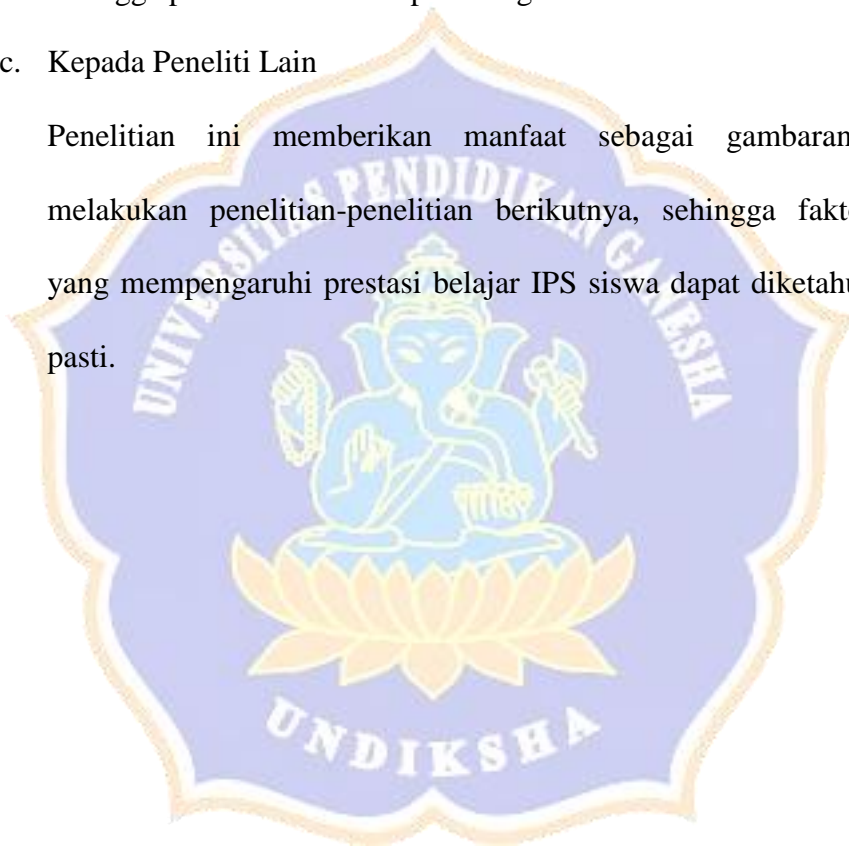 c. Kepada Peneliti Lain
Penelitian ini memberikan manfaat sebagai gambaran
melakukan penelitian-penelitian berikutnya, sehingga
yang mempengaruhi prestasi belajar IPS siswa dapat
pasti.
UNIVERSITAS PENDIDIKAN GANESHA
UNDIKSHA